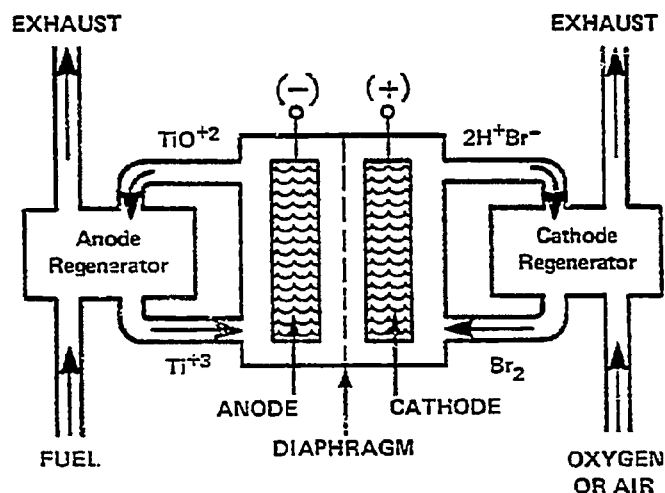 EXHAUST
EXHAUST
(-)
(+)
TiO+2
2H+Br-
Anode
Regenerator
Cathode
Regenerator
Ti+3
Br2
ANODE
CATHODE
DIAPHRAGM
FUEL
OXYGEN
OR AIR